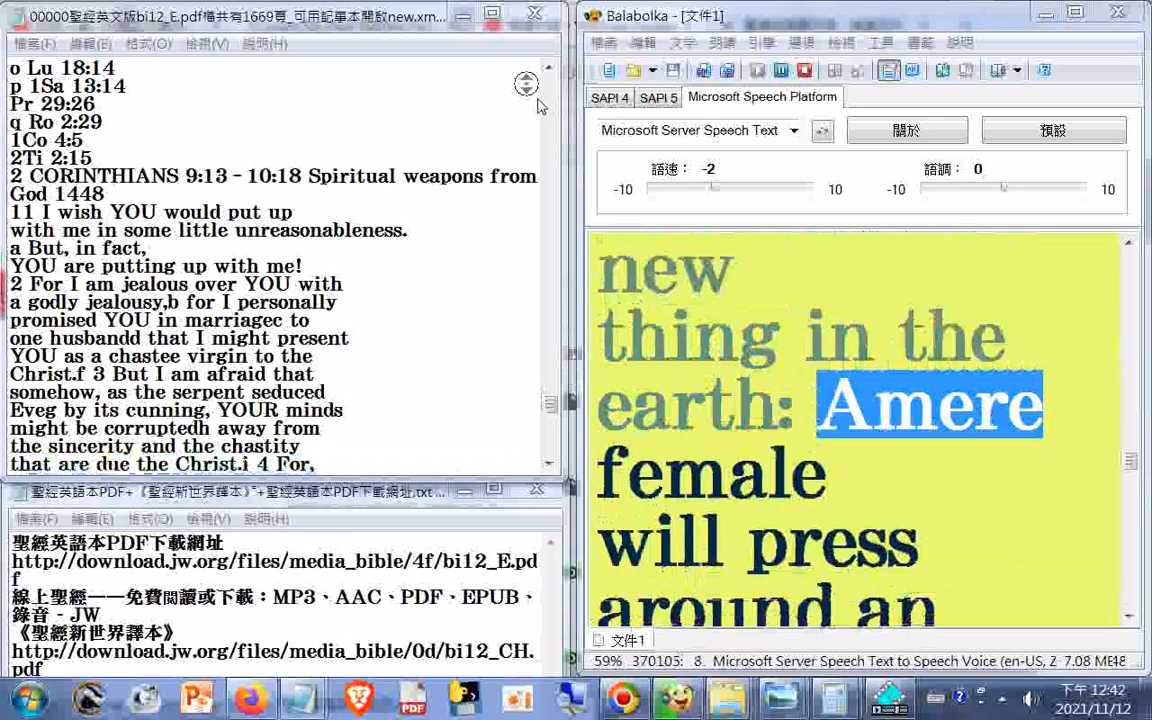 00000聖經英文版bi12_E.pdf檔共有1669頁_可用記事本開啟new.xm...
檔案(F) 編輯(E) 格式(O) 檢視(V) 說明(H)
o Lu 18:14
p 1Sa 13:14
Pr 29:26
q Ro 2:29
1Co 4:5
2Ti 2:15
2 CORINTHIANS 9:13 - 10:18 Spiritual weapons from
God 1448
11 I wish YOU would put up
with me in some little unreasonableness.
a But, in fact,
YOU are putting up with me!
2 For I am jealous over YOU with
a godly jealousy,b for I personally
promised YOU in marriagec to
one husbandd that I might present
YOU as a chastee virgin to the
Christ.f 3 But I am afraid that
somehow, as the serpent seduced
Eveg by its cunning, YOUR minds
might be corruptedh away from
the sincerity and the chastity
that are due the Christ.i 4 For,
聖經英語本PDF+《聖經新世界譯本》"+聖經英語本PDF下載網址.txt ...
檔案(F) 編輯(E) 格式(O) 檢視(V) 說明(H)
聖經英語本PDF下載網址
http://download.jw.org/files/media_bible/4f/bi12_E.pd
f
線上聖經——免費閱讀或下載：MP3、AAC、PDF、EPUB、
錄音 - JW
《聖經新世界譯本》
http://download.jw.org/files/media_bible/0d/bi12_CH.
pdf
Balabolka - [文件1]
檔案 編輯 文字 閱讀 引擎 選項 檢視 工具 書籤 說明
SAPI 4 SAPI 5 Microsoft Speech Platform
Microsoft Server Speech Text 關於 預設
語速： -2 語調： 0
-10 10 -10 10
new
thing in the
earth: Amere
female
will press
around an
文件1
59% 370105: 8. Microsoft Server Speech Text to Speech Voice (en-US, Z 7.08 ME48
PDF
下午 12:42
2021/11/12